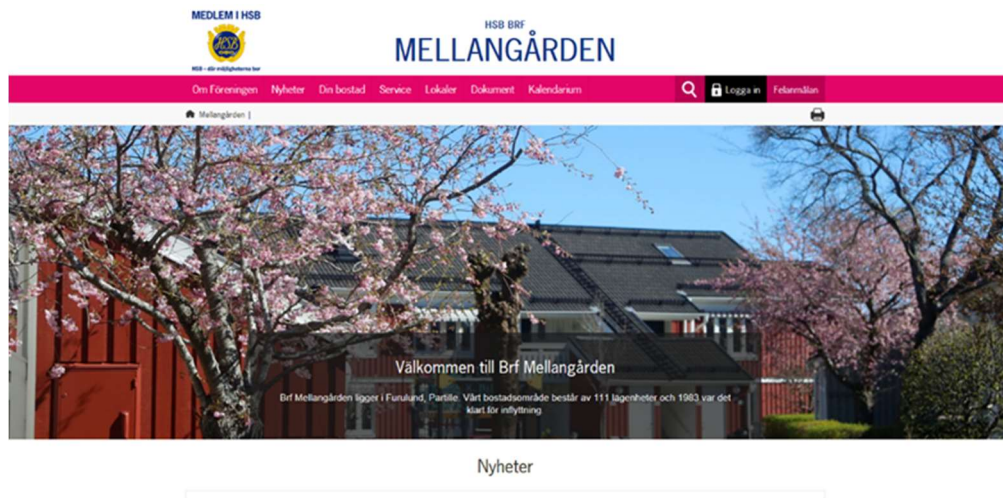 MEDLEM I HSB
HSB
HSB – där möjligheterna bor
HSB BRF
MELLANGÅRDEN
Om Föreningen Nyheter Din bostad Service Lokaler Dokument Kalendarium Logga in Felanmälan
Mellangården |
Välkommen till Brf Mellangården
Brf Mellangården ligger i Furulund, Partille. Vårt bostadsområde består av 111 lägenheter och 1983 var det
klart för inflyttning.
Nyheter